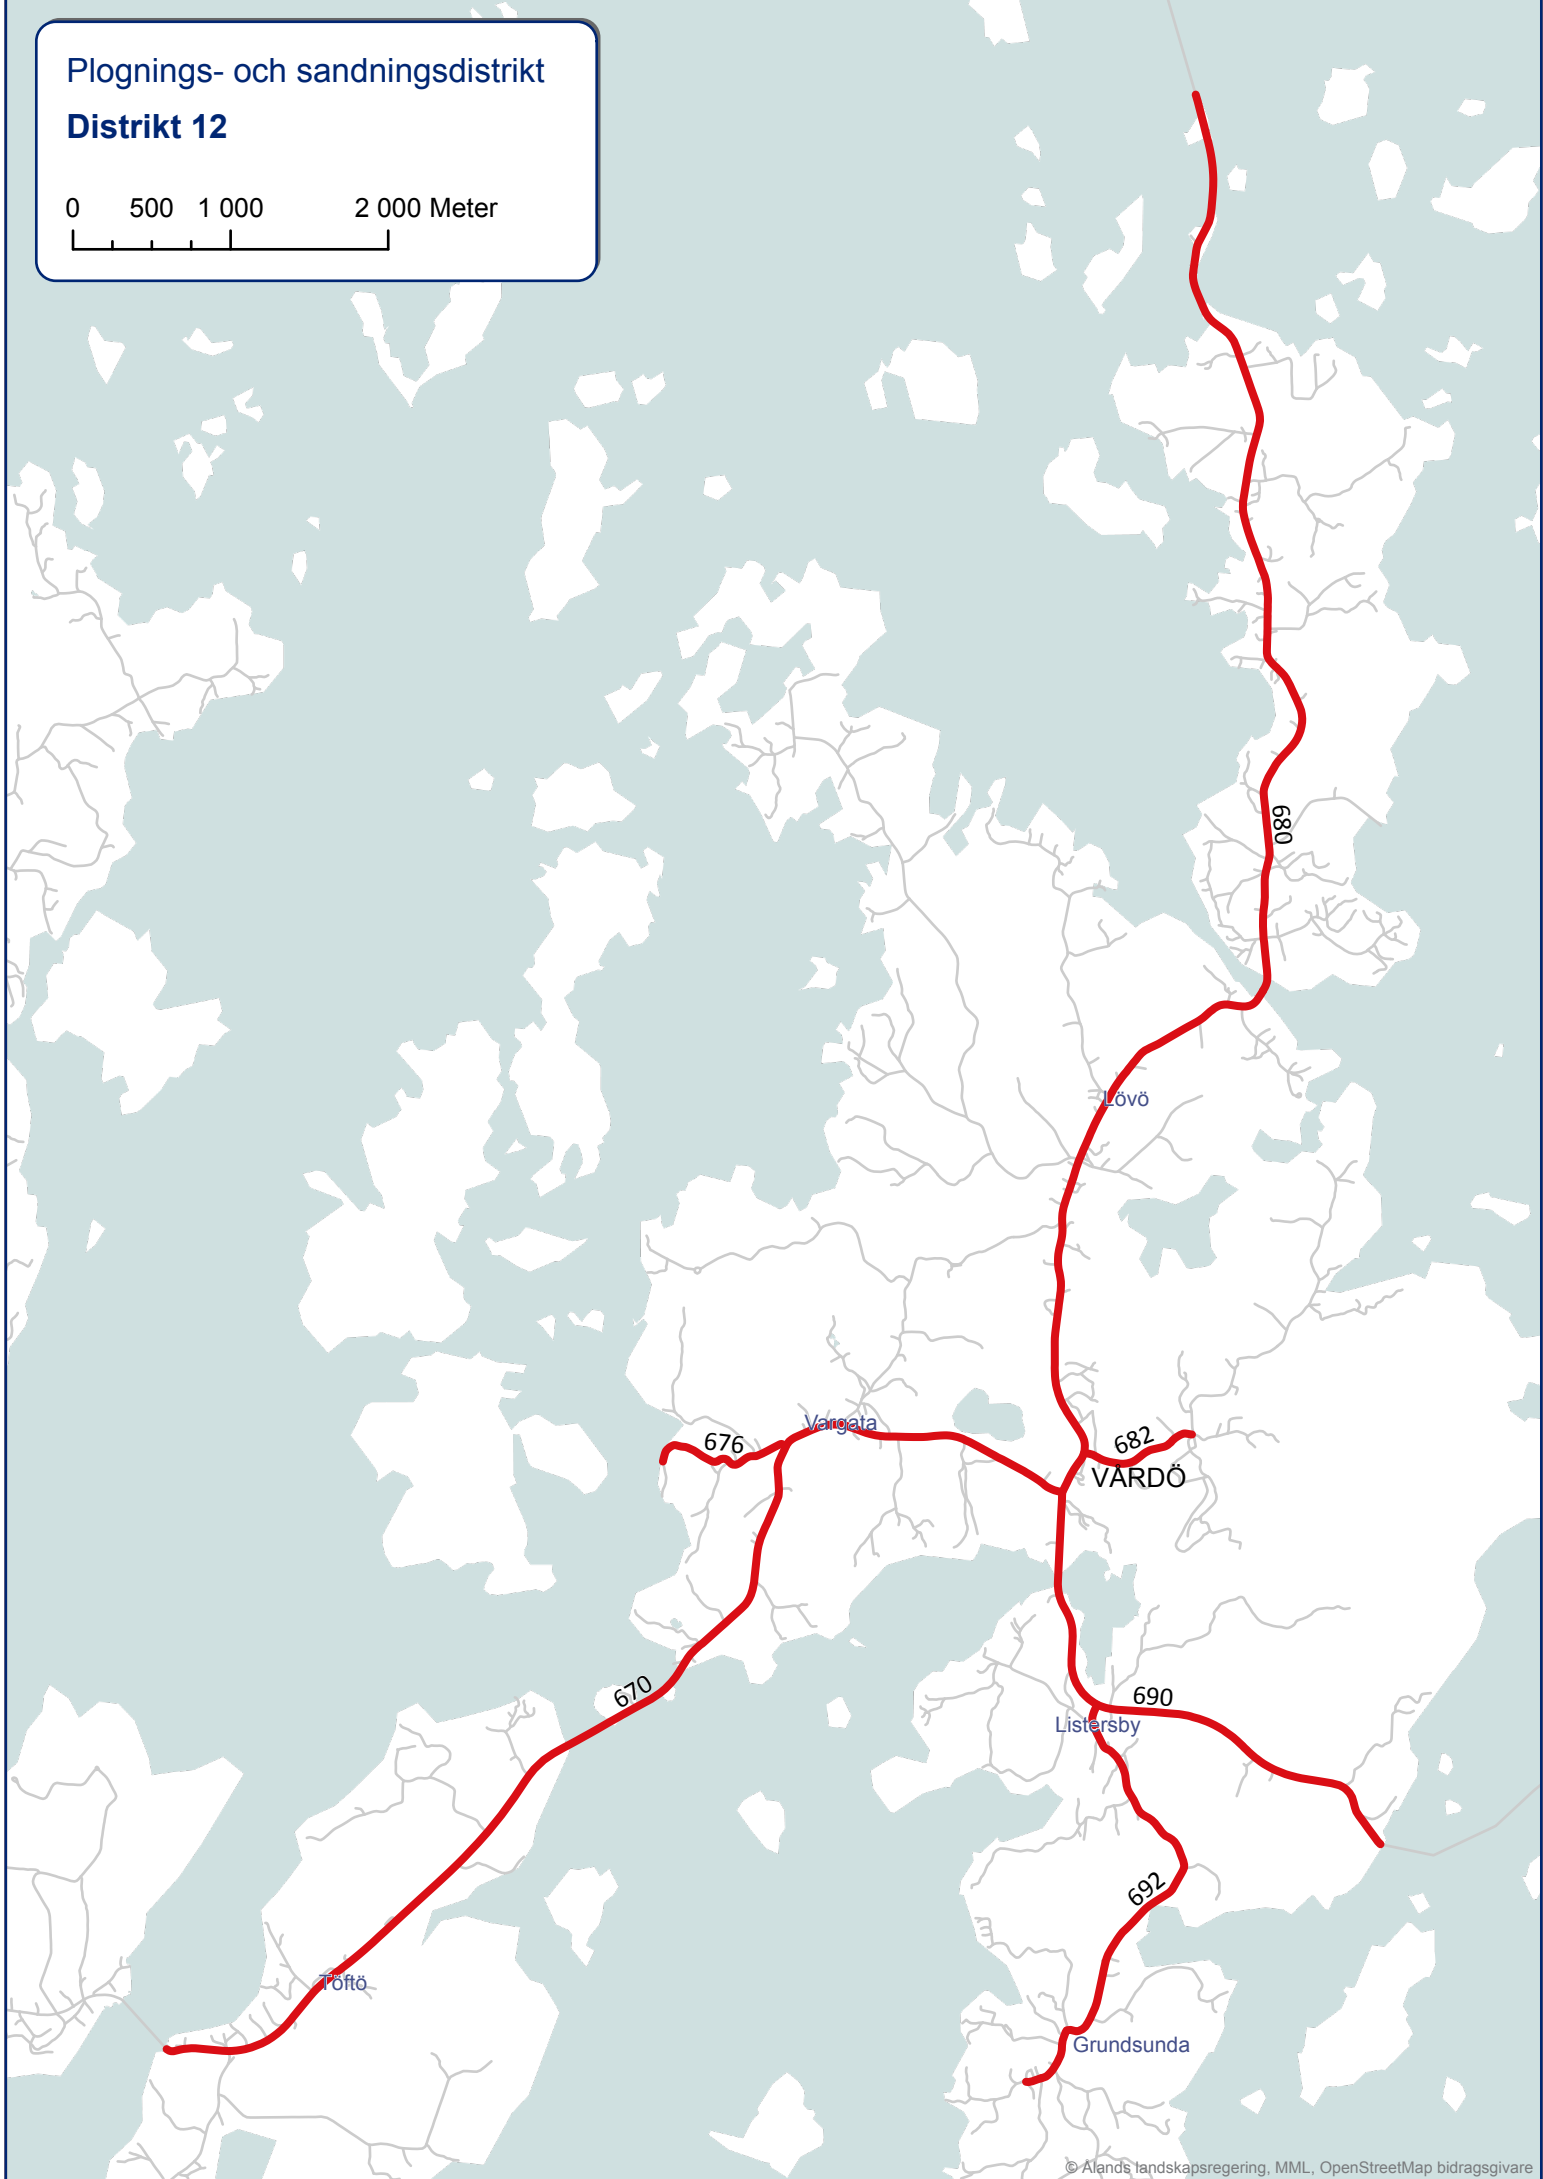 Plognings- och sandningsdistrikt
Distrikt 12
0 500 1 000 2 000 Meter
680
Lövö
Vargata
676
682
VÅRDÖ
670
690
Listersby
692
Töftö
Grundsunda
© Ålands landskapsregering, MML, OpenStreetMap bidragsgivare